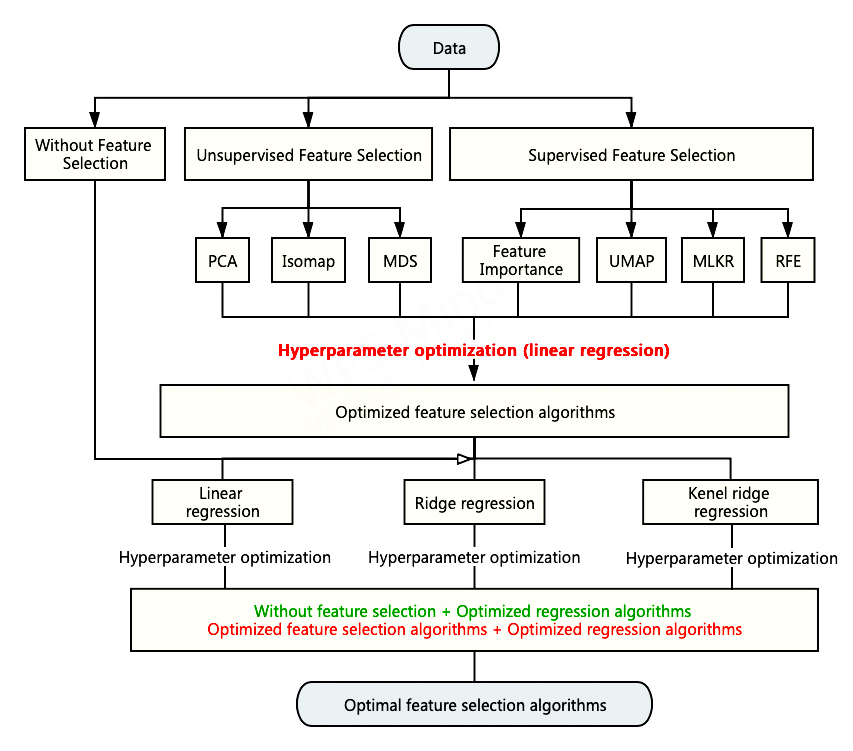 Data
Without Feature
Selection
Unsupervised Feature Selection
Supervised Feature Selection
PCA
Isomap
MDS
Feature
Importance
UMAP
MLKR
RFE
Hyperparameter optimization (linear regression)
Optimized feature selection algorithms
Linear
regression
Ridge regression
Kenel ridge
regression
Hyperparameter optimization
Hyperparameter optimization
Hyperparameter optimization
Without feature selection + Optimized regression algorithms
Optimized feature selection algorithms + Optimized regression algorithms
Optimal feature selection algorithms